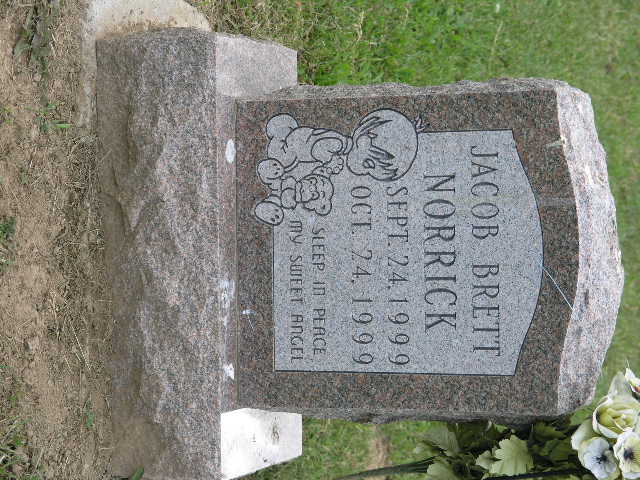 JACOB BRETT
NORRICK
SEPT. 24, 1999
OCT. 24, 1999
SLEEP IN PEACE
MY SWEET ANGEL